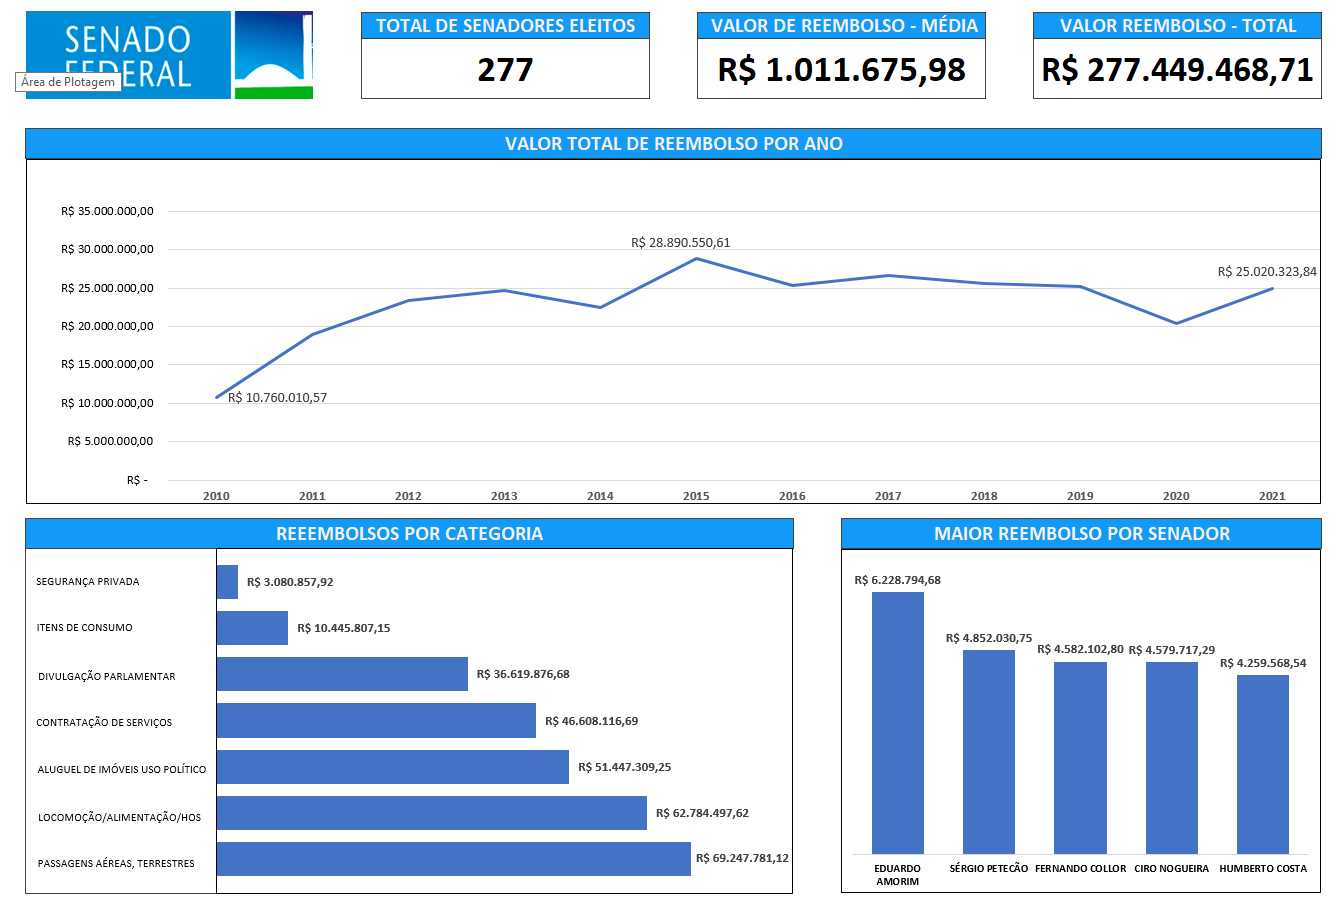 SENADO
FEDERAL
Área de Plotagem
TOTAL DE SENADORES ELEITOS
277
VALOR DE REEMBOLSO - MÉDIA
R$ 1.011.675,98
VALOR REEMBOLSO - TOTAL
R$ 277.449.468,71
VALOR TOTAL DE REEMBOLSO POR ANO
R$ 35.000.000,00
R$ 30.000.000,00
R$ 25.000.000,00
R$ 20.000.000,00
R$ 15.000.000,00
R$ 10.000.000,00
R$ 5.000.000,00
R$ -
R$ 10.760.010,57
R$ 28.890.550,61
R$ 25.020.323,84
2010 2011 2012 2013 2014 2015 2016 2017 2018 2019 2020 2021
REEEMBOLSOS POR CATEGORIA
SEGURANÇA PRIVADA R$ 3.080.857,92
ITENS DE CONSUMO R$ 10.445.807,15
DIVULGAÇÃO PARLAMENTAR R$ 36.619.876,68
CONTRATAÇÃO DE SERVIÇOS R$ 46.608.116,69
ALUGUEL DE IMÓVEIS USO POLÍTICO R$ 51.447.309,25
LOCOMOÇÃO/ALIMENTAÇÃO/HOS R$ 62.784.497,62
PASSAGENS AÉREAS, TERRESTRES R$ 69.247.781,12
MAIOR REEMBOLSO POR SENADOR
R$ 6.228.794,68
R$ 4.852.030,75
R$ 4.582.102,80
R$ 4.579.717,29
R$ 4.259.568,54
EDUARDO
AMORIM
SÉRGIO PETECÃO
FERNANDO COLLOR
CIRO NOGUEIRA
HUMBERTO COSTA